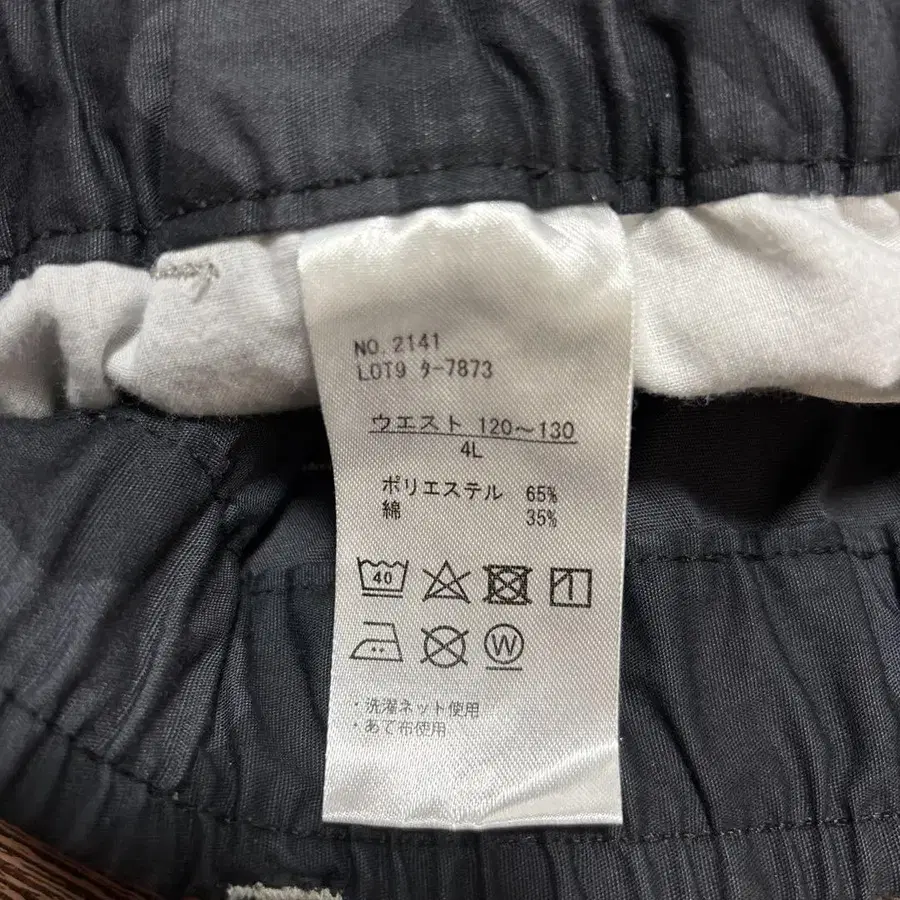 NO. 2141
LOT9 ﾀ-7873
ウエスト 120～130
4L
ポリエステル 65%
綿 35%
40
W
・洗濯ネット使用
・あて布使用